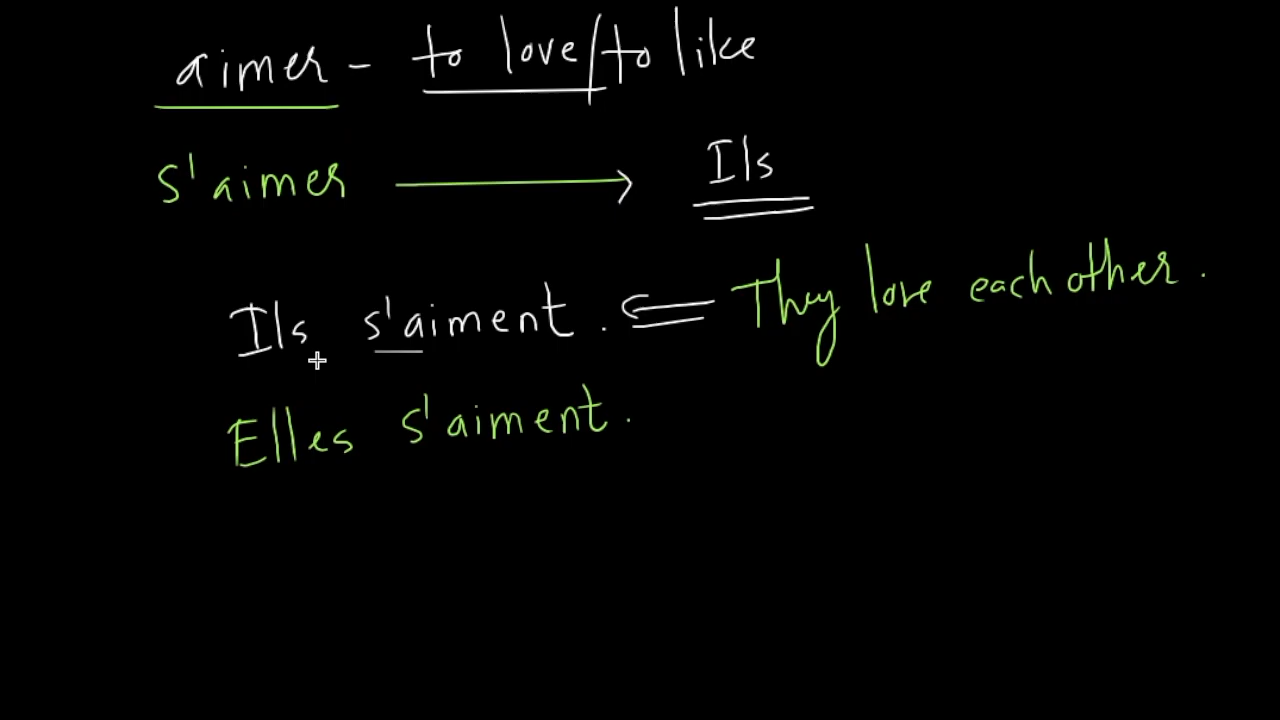 aimer - to love/to like
s'aimer → Ils
Ils s'aiment. ⇐ They love each other.
Elles s'aiment.